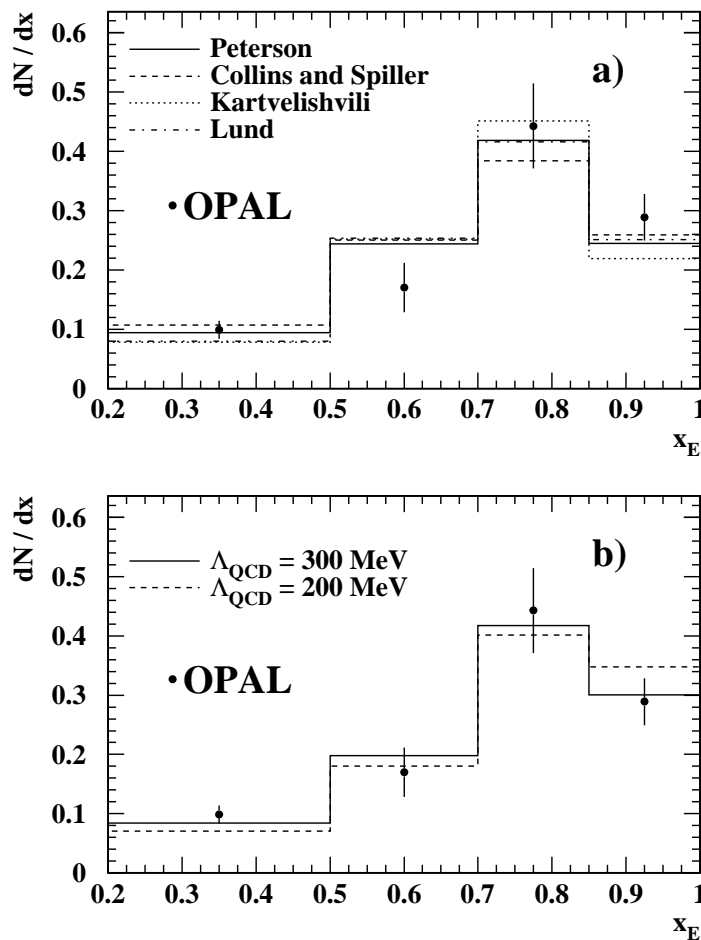 dN / dx
0.6
0.5
0.4
0.3
0.2
0.1
0
Peterson
Collins and Spiller
Kartvelishvili
Lund
a)
OPAL
0.2 0.3 0.4 0.5 0.6 0.7 0.8 0.9 1
x_E
dN / dx
0.6
0.5
0.4
0.3
0.2
0.1
0
Λ_QCD = 300 MeV
Λ_QCD = 200 MeV
b)
OPAL
0.2 0.3 0.4 0.5 0.6 0.7 0.8 0.9 1
x_E